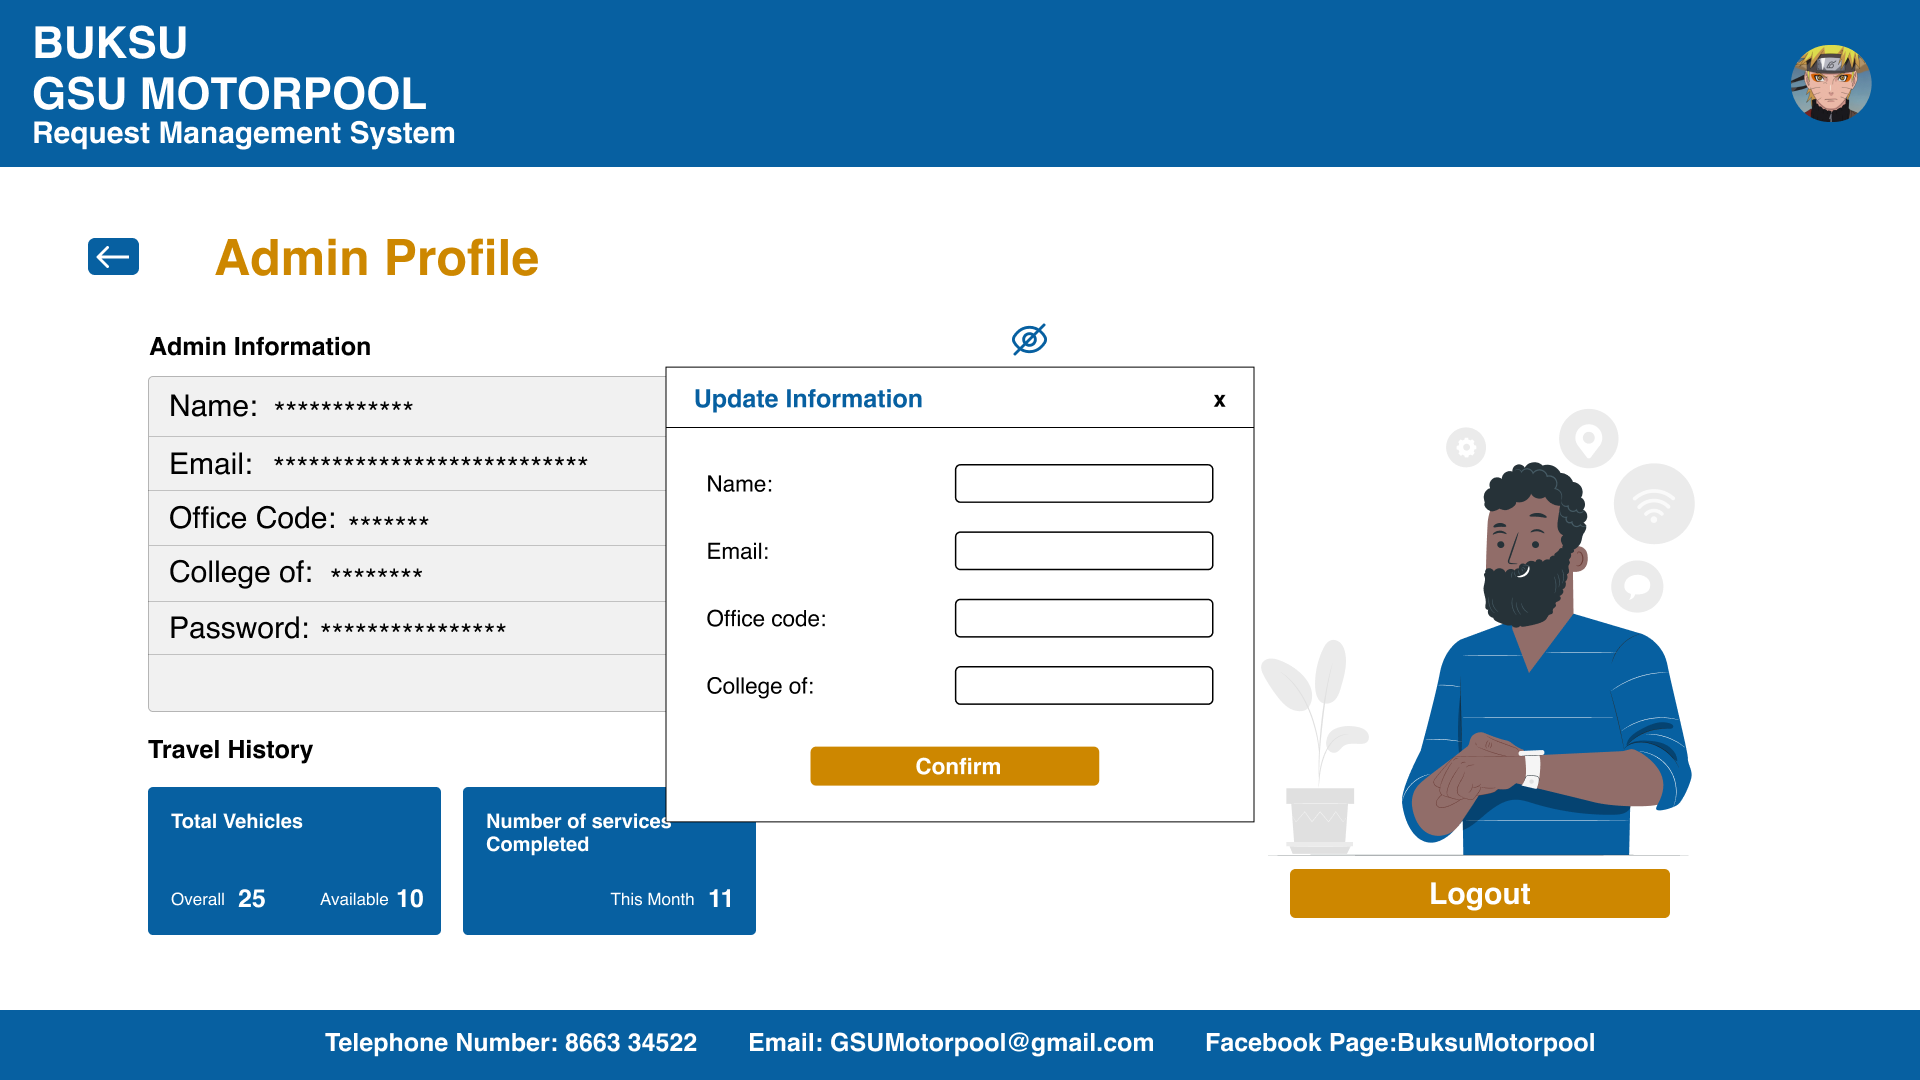 BUKSU
GSU MOTORPOOL
Request Management System
Admin Profile
Admin Information
Name: ************
Email: ***************************
Office Code: *******
College of: ********
Password: ****************
Update Information
x
Name:
Email:
Office code:
College of:
Confirm
Travel History
Total Vehicles
Overall 25 Available 10
Number of services
Completed
This Month 11
Logout
Telephone Number: 8663 34522 Email: GSUMotorpool@gmail.com Facebook Page:BuksuMotorpool